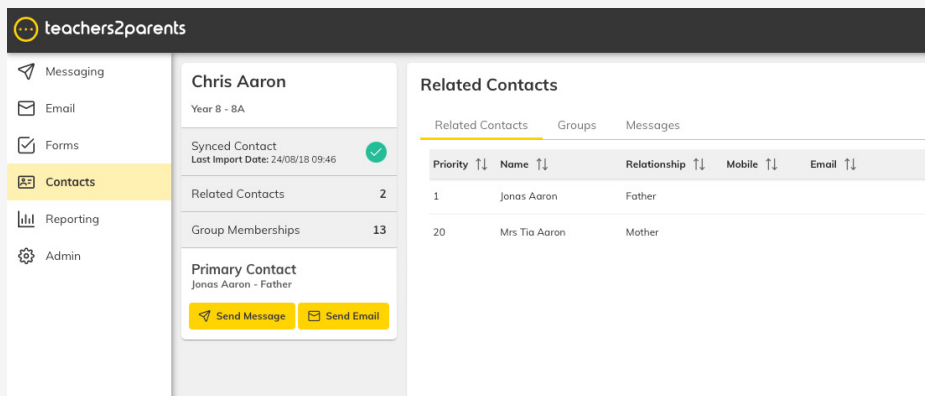 teachers2parents
Messaging
Email
Forms
Contacts
Reporting
Admin
Chris Aaron
Year 8 - 8A
Synced Contact
Last Import Date: 24/08/18 09:46
Related Contacts 2
Group Memberships 13
Primary Contact
Jonas Aaron - Father
Send Message Send Email
Related Contacts
Related Contacts Groups Messages
Priority Name Relationship Mobile Email
1 Jonas Aaron Father
20 Mrs Tia Aaron Mother